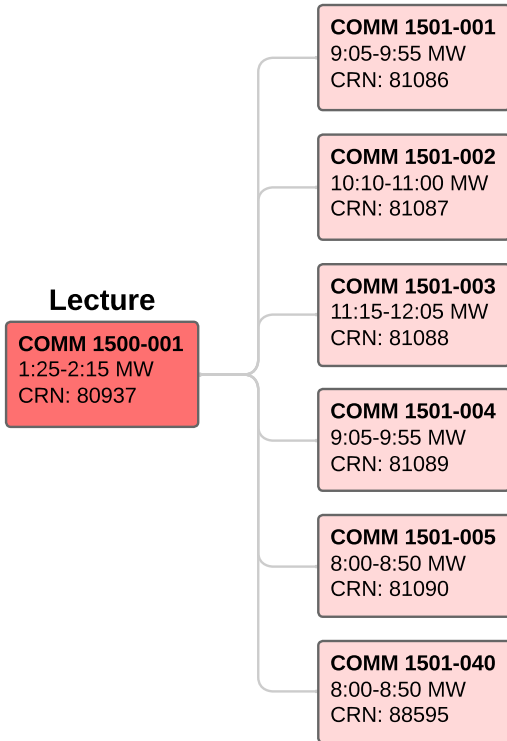 Lecture
COMM 1500-001
1:25-2:15 MW
CRN: 80937
COMM 1501-001
9:05-9:55 MW
CRN: 81086
COMM 1501-002
10:10-11:00 MW
CRN: 81087
COMM 1501-003
11:15-12:05 MW
CRN: 81088
COMM 1501-004
9:05-9:55 MW
CRN: 81089
COMM 1501-005
8:00-8:50 MW
CRN: 81090
COMM 1501-040
8:00-8:50 MW
CRN: 88595